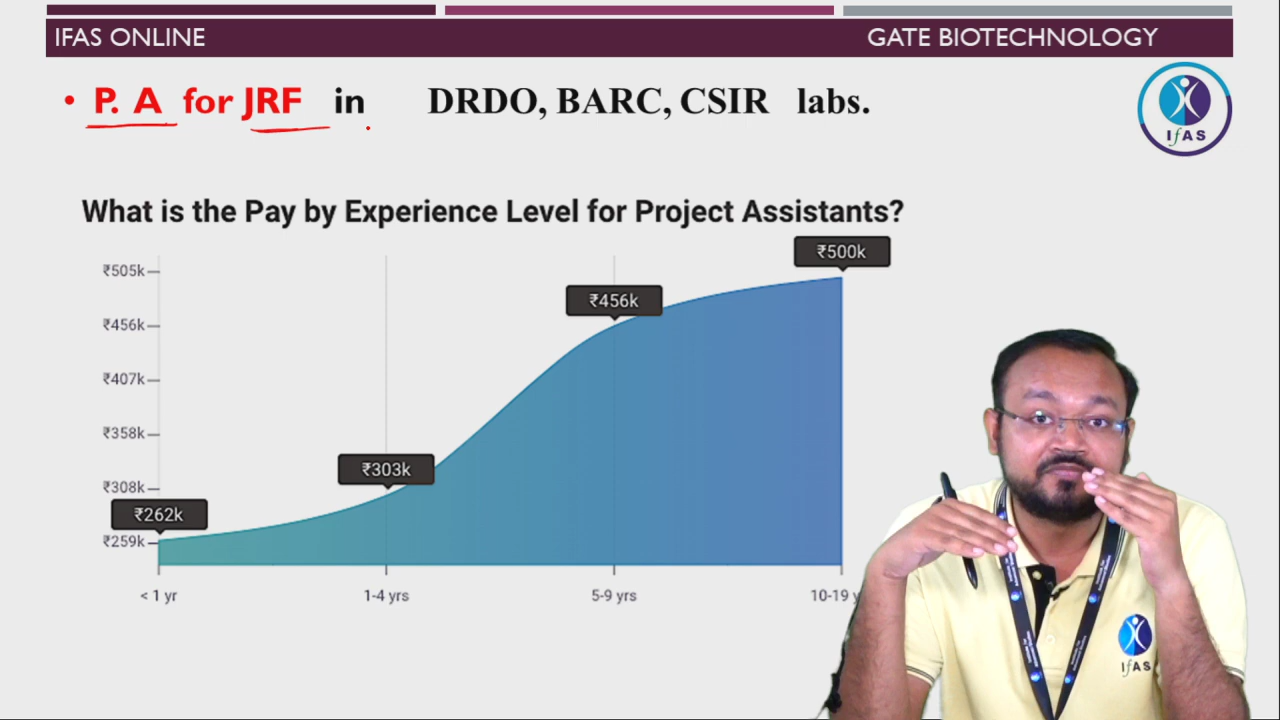 IFAS ONLINE
GATE BIOTECHNOLOGY
• P. A for JRF in DRDO, BARC, CSIR labs.
IfAS
What is the Pay by Experience Level for Project Assistants?
₹505k
₹456k
₹407k
₹358k
₹308k
₹259k
₹262k
₹303k
₹456k
₹500k
< 1 yr
1-4 yrs
5-9 yrs
10-19 y
IfAS